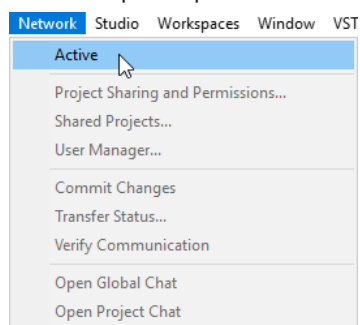 Network Studio Workspaces Window VST
Active
Project Sharing and Permissions...
Shared Projects...
User Manager...
Commit Changes
Transfer Status...
Verify Communication
Open Global Chat
Open Project Chat